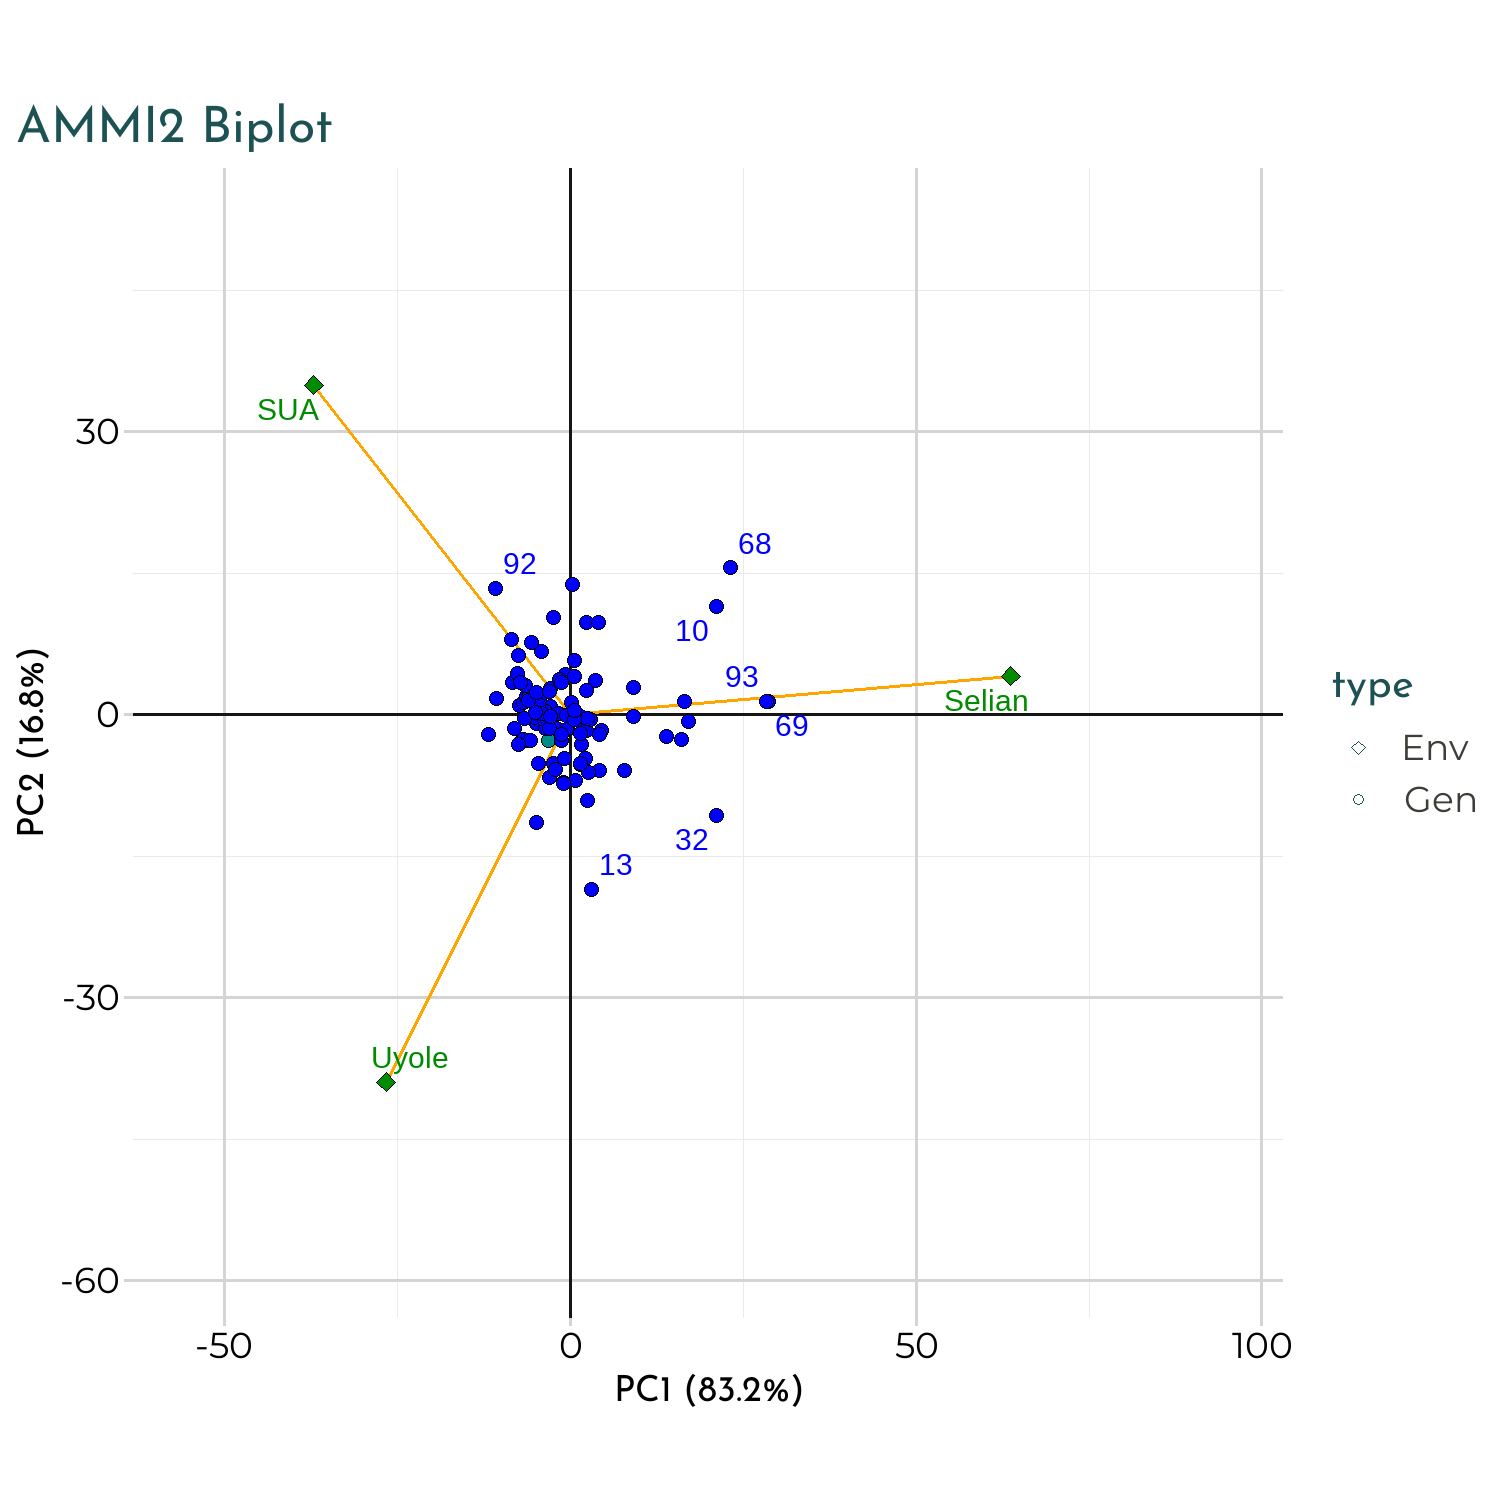 AMMI2 Biplot
SUA
30
68
92
10
93
Selian
type
69
0
Env
Gen
32
13
-30
Uyole
-60
-50
0
50
100
PC1 (83.2%)
PC2 (16.8%)